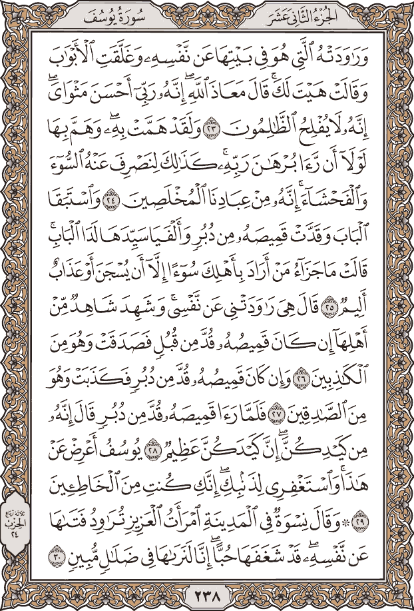 الجزء الثاني عشر
سورة يوسف
وَرَٰوَدَتْهُ ٱلَّتِى هُوَ فِى بَيْتِهَا عَن نَّفْسِهِۦ وَغَلَّقَتِ ٱلْأَبْوَٰبَ
وَقَالَتْ هَيْتَ لَكَ ۚ قَالَ مَعَاذَ ٱللَّهِ ۖ إِنَّهُۥ رَبِّىٓ أَحْسَنَ مَثْوَاىَ ۖ
إِنَّهُۥ لَا يُفْلِحُ ٱلظَّٰلِمُونَ ٢٣ وَلَقَدْ هَمَّتْ بِهِۦ ۖ وَهَمَّ بِهَا
لَوْلَآ أَن رَّءَا بُرْهَٰنَ رَبِّهِۦ ۚ كَذَٰلِكَ لِنَصْرِفَ عَنْهُ ٱلسُّوٓءَ
وَٱلْفَحْشَآءَ ۚ إِنَّهُۥ مِنْ عِبَادِنَا ٱلْمُخْلَصِينَ ٢٤ وَٱسْتَبَقَا
ٱلْبَابَ وَقَدَّتْ قَمِيصَهُۥ مِن دُبُرٍ وَأَلْفَيَا سَيِّدَهَا لَدَا ٱلْبَابِ ۚ
قَالَتْ مَا جَزَآءُ مَنْ أَرَادَ بِأَهْلِكَ سُوٓءًا إِلَّآ أَن يُسْجَنَ أَوْ عَذَابٌ
أَلِيمٌ ٢٥ قَالَ هِىَ رَٰوَدَتْنِى عَن نَّفْسِى ۚ وَشَهِدَ شَاهِدٌ مِّنْ
أَهْلِهَآ إِن كَانَ قَمِيصُهُۥ قُدَّ مِن قُبُلٍ فَصَدَقَتْ وَهُوَ مِنَ
ٱلْكَٰذِبِينَ ٢٦ وَإِن كَانَ قَمِيصُهُۥ قُدَّ مِن دُبُرٍ فَكَذَبَتْ وَهُوَ
مِنَ ٱلصَّٰدِقِينَ ٢٧ فَلَمَّا رَءَا قَمِيصَهُۥ قُدَّ مِن دُبُرٍ قَالَ إِنَّهُۥ
مِن كَيْدِكُنَّ ۖ إِنَّ كَيْدَكُنَّ عَظِيمٌ ٢٨ يُوسُفُ أَعْرِضْ عَنْ
هَٰذَا ۚ وَٱسْتَغْفِرِى لِذَنۢبِكِ ۖ إِنَّكِ كُنتِ مِنَ ٱلْخَاطِـِٔينَ
٢٩ ۞ وَقَالَ نِسْوَةٌ فِى ٱلْمَدِينَةِ ٱمْرَأَتُ ٱلْعَزِيزِ تُرَٰوِدُ فَتَىٰهَا
عَن نَّفْسِهِۦ ۖ قَدْ شَغَفَهَا حُبًّا ۖ إِنَّا لَنَرَىٰهَا فِى ضَلَٰلٍ مُّبِينٍ ٣٠
الحزب
٢٤
٢٣٨